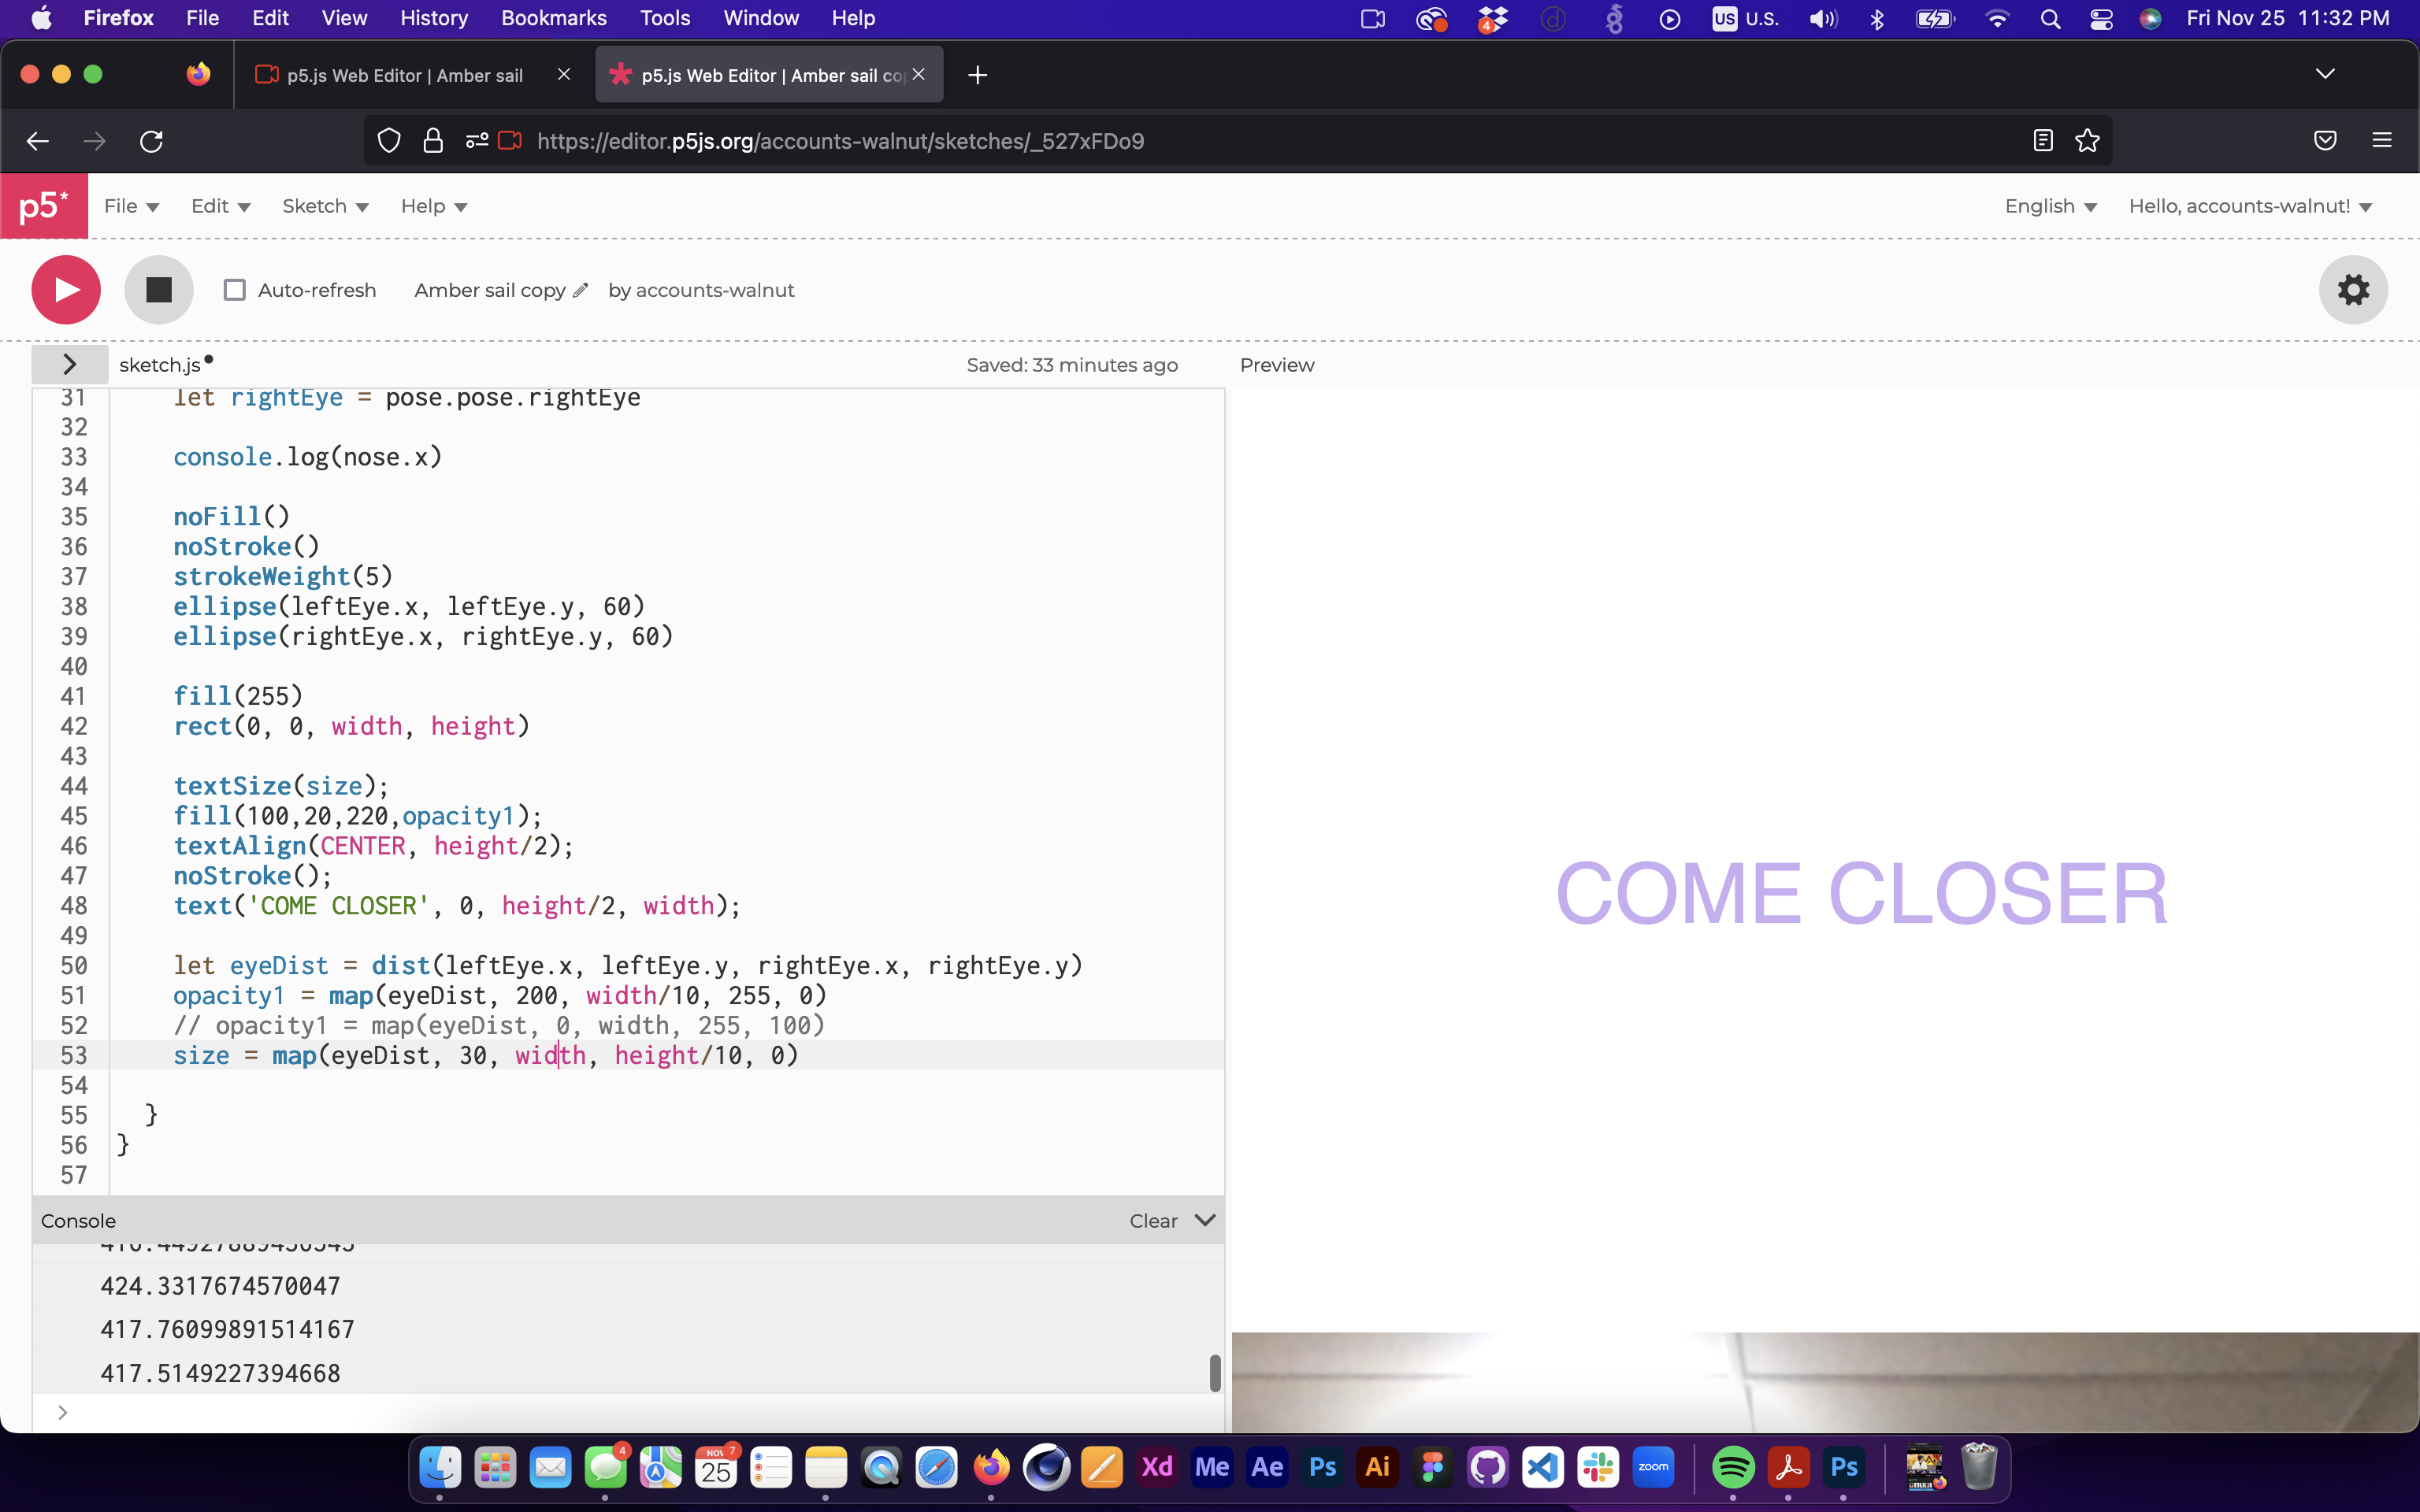 Firefox File Edit View History Bookmarks Tools Window Help 4 US U.S. Fri Nov 25 11:32 PM
p5.js Web Editor | Amber sail p5.js Web Editor | Amber sail co
https://editor.p5js.org/accounts-walnut/sketches/_527xFDo9
p5* File Edit Sketch Help English Hello, accounts-walnut!
Auto-refresh Amber sail copy by accounts-walnut
sketch.js Saved: 33 minutes ago Preview
31 let rightEye = pose.pose.rightEye
32
33 console.log(nose.x)
34
35 noFill()
36 noStroke()
37 strokeWeight(5)
38 ellipse(leftEye.x, leftEye.y, 60)
39 ellipse(rightEye.x, rightEye.y, 60)
40
41 fill(255)
42 rect(0, 0, width, height)
43
44 textSize(size);
45 fill(100,20,220,opacity1);
46 textAlign(CENTER, height/2);
47 noStroke();
48 text('COME CLOSER', 0, height/2, width);
49
50 let eyeDist = dist(leftEye.x, leftEye.y, rightEye.x, rightEye.y)
51 opacity1 = map(eyeDist, 200, width/10, 255, 0)
52 // opacity1 = map(eyeDist, 0, width, 255, 100)
53 size = map(eyeDist, 30, width, height/10, 0)
54
55 }
56 }
57
COME CLOSER
Console Clear
424.3317674570047
417.76099891514167
417.5149227394668
>
4 NOV 7 25 Xd Me Ae Ps Ai zoom Ps